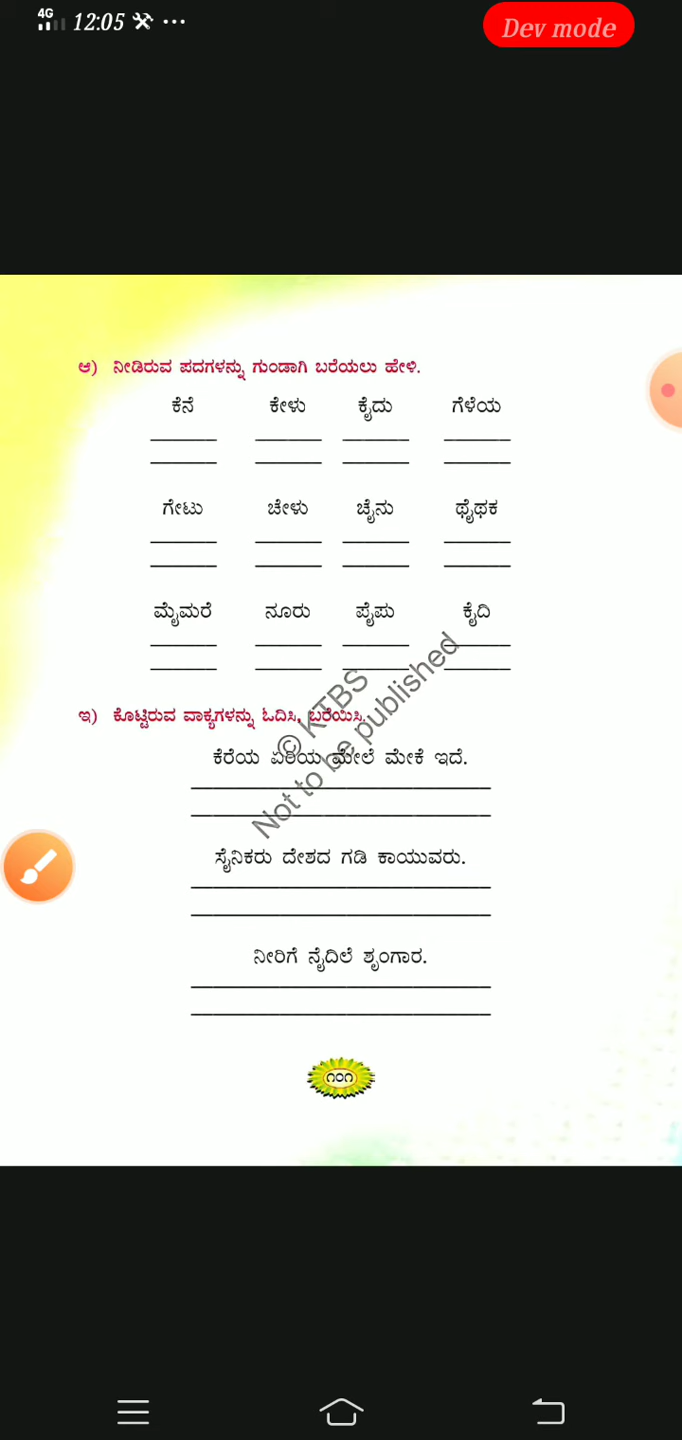 4G 12:05 ...
Dev mode
ಆ) ನೀಡಿರುವ ಪದಗಳನ್ನು ಗುಂಡಾಗಿ ಬರೆಯಲು ಹೇಳಿ.
ಕೆನೆ ಕೇಳು ಕೈದು ಗೆಳೆಯ
ಗೇಟು ಚೇಳು ಚೈನು ಥೈಥಕ
ಮೈಮರೆ ನೂರು ಪೈಪು ಕೈದಿ
ಇ) ಕೊಟ್ಟಿರುವ ವಾಕ್ಯಗಳನ್ನು ಓದಿಸಿ, ಬರೆಯಿಸಿ.
© KTBS
Not to be published
ಕೆರೆಯ ಏರಿಯ ಮೇಲೆ ಮೇಕೆ ಇದೆ.
ಸೈನಿಕರು ದೇಶದ ಗಡಿ ಕಾಯುವರು.
ನೀರಿಗೆ ನೈದಿಲೆ ಶೃಂಗಾರ.
೧೦೧